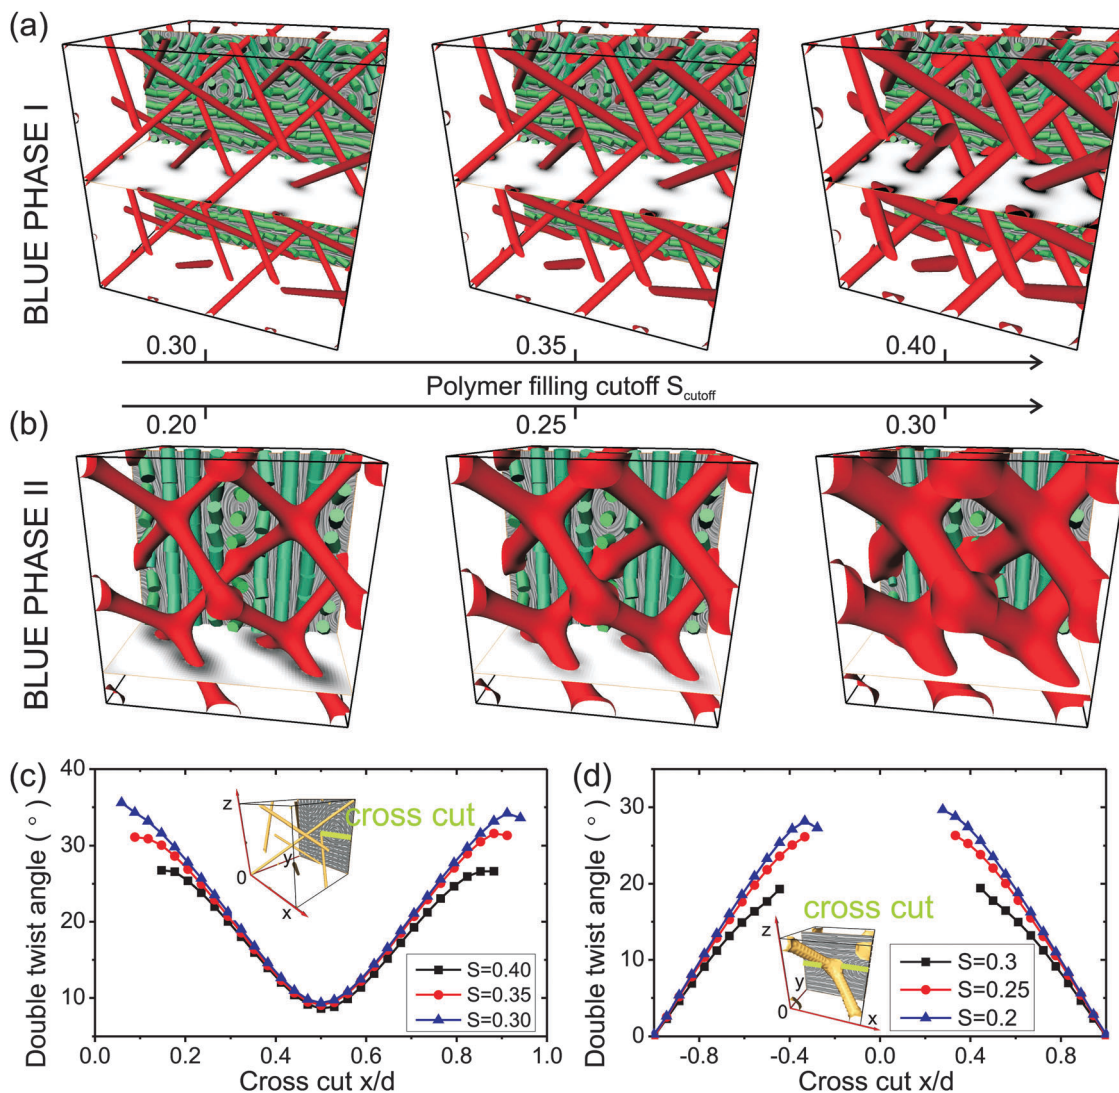 (a)
BLUE PHASE I
0.30 0.35 0.40
Polymer filling cutoff Scutoff
(b)
BLUE PHASE II
0.20 0.25 0.30
(c)
Double twist angle ( ° )
40
30
20
10
0.0 0.2 0.4 0.6 0.8 1.0
Cross cut x/d
z
cross cut
y
0
x
S=0.40
S=0.35
S=0.30
(d)
Double twist angle ( ° )
30
20
10
0
-0.8 -0.4 0.0 0.4 0.8
Cross cut x/d
cross cut
z
y
0
x
S=0.3
S=0.25
S=0.2